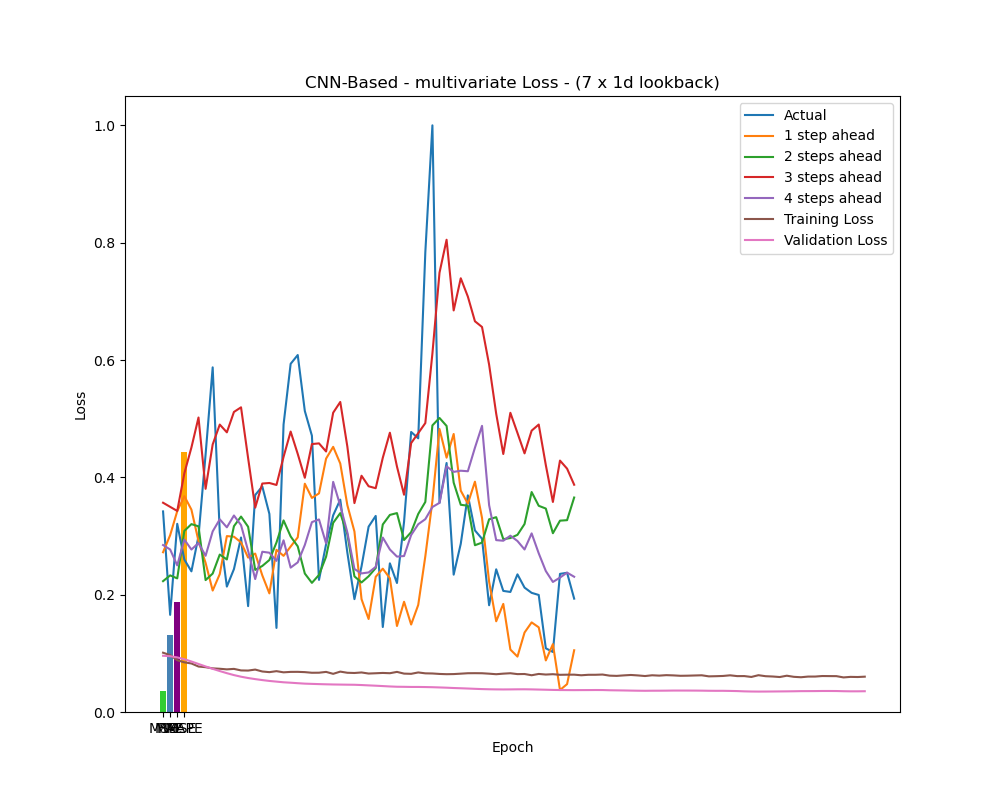 CNN-Based - multivariate Loss - (7 x 1d lookback)
Actual
1 step ahead
2 steps ahead
3 steps ahead
4 steps ahead
Training Loss
Validation Loss
1.0
0.8
0.6
0.4
0.2
0.0
Loss
Epoch